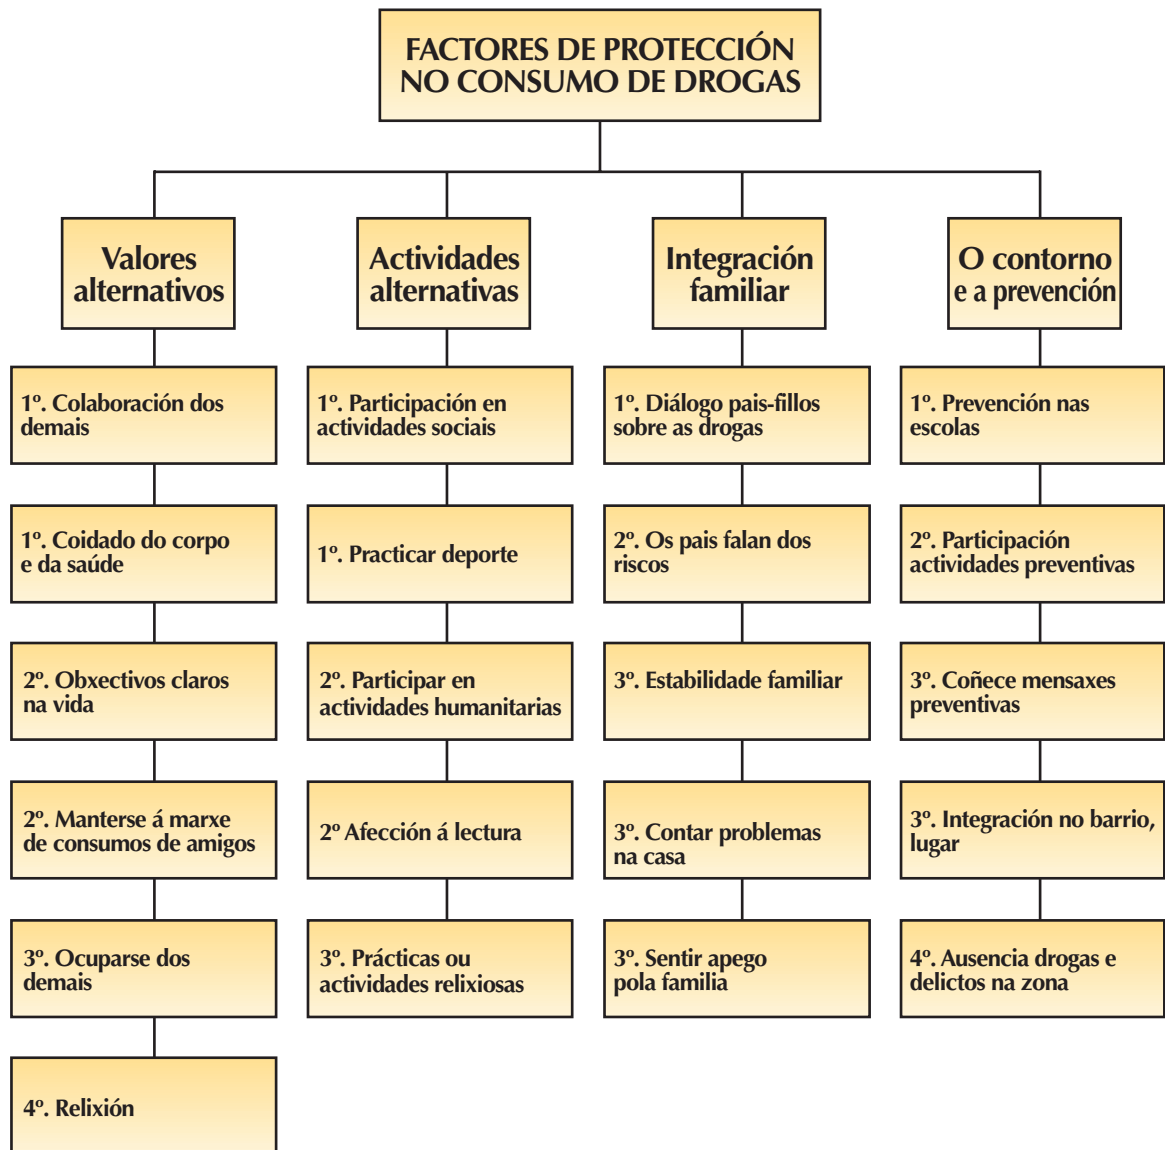 FACTORES DE PROTECCIÓN
NO CONSUMO DE DROGAS
Valores
alternativos
1º. Colaboración dos
demais
1º. Coidado do corpo
e da saúde
2º. Obxectivos claros
na vida
2º. Manterse á marxe
de consumos de amigos
3º. Ocuparse dos
demais
4º. Relixión
Actividades
alternativas
1º. Participación en
actividades sociais
1º. Practicar deporte
2º. Participar en
actividades humanitarias
2º Afección á lectura
3º. Prácticas ou
actividades relixiosas
Integración
familiar
1º. Diálogo pais-fillos
sobre as drogas
2º. Os pais falan dos
riscos
3º. Estabilidade familiar
3º. Contar problemas
na casa
3º. Sentir apego
pola familia
O contorno
e a prevención
1º. Prevención nas
escolas
2º. Participación
actividades preventivas
3º. Coñece mensaxes
preventivas
3º. Integración no barrio,
lugar
4º. Ausencia drogas e
delictos na zona